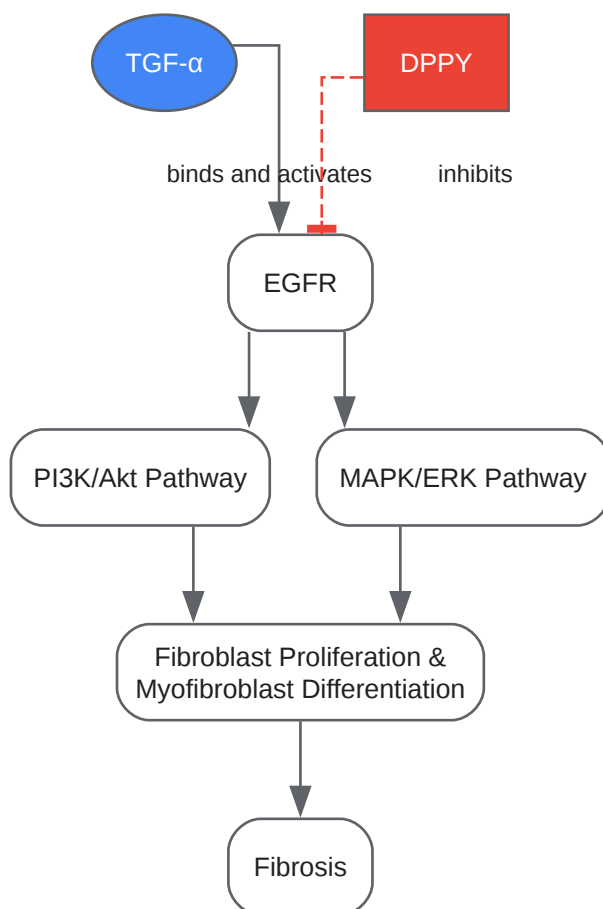 TGF-α
DPPY
binds and activates
inhibits
EGFR
PI3K/Akt Pathway
MAPK/ERK Pathway
Fibroblast Proliferation &
Myofibroblast Differentiation
Fibrosis